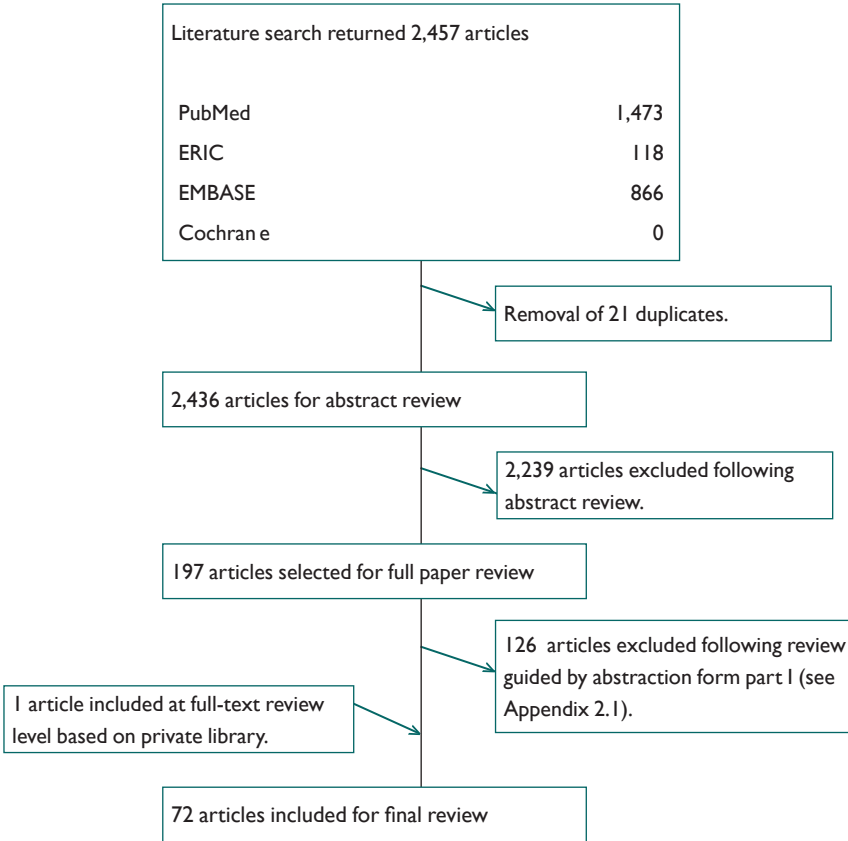 Literature search returned 2,457 articles
PubMed 1,473
ERIC 118
EMBASE 866
Cochrane 0
Removal of 21 duplicates.
2,436 articles for abstract review
2,239 articles excluded following
abstract review.
197 articles selected for full paper review
126 articles excluded following review
guided by abstraction form part I (see
Appendix 2.1).
1 article included at full-text review
level based on private library.
72 articles included for final review